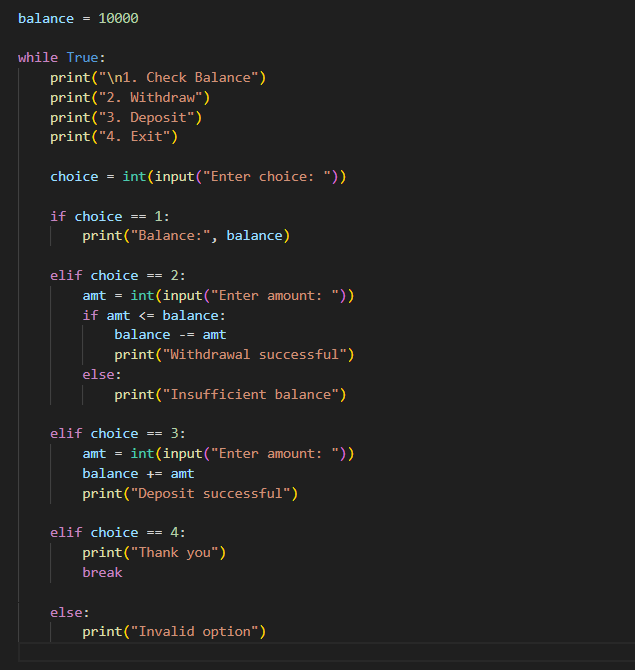 balance = 10000

while True:
    print("\n1. Check Balance")
    print("2. Withdraw")
    print("3. Deposit")
    print("4. Exit")

    choice = int(input("Enter choice: "))

    if choice == 1:
        print("Balance:", balance)

    elif choice == 2:
        amt = int(input("Enter amount: "))
        if amt <= balance:
            balance -= amt
            print("Withdrawal successful")
        else:
            print("Insufficient balance")

    elif choice == 3:
        amt = int(input("Enter amount: "))
        balance += amt
        print("Deposit successful")

    elif choice == 4:
        print("Thank you")
        break

    else:
        print("Invalid option")